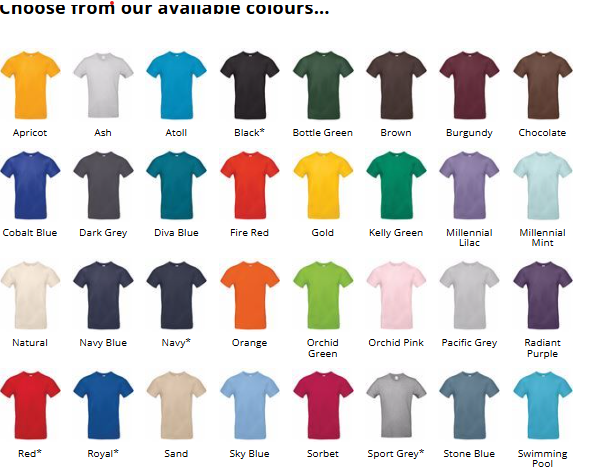 Choose from our available colours...
Apricot
Ash
Atoll
Black*
Bottle Green
Brown
Burgundy
Chocolate
Cobalt Blue
Dark Grey
Diva Blue
Fire Red
Gold
Kelly Green
Millennial
Lilac
Millennial
Mint
Natural
Navy Blue
Navy*
Orange
Orchid
Green
Orchid Pink
Pacific Grey
Radiant
Purple
Red*
Royal*
Sand
Sky Blue
Sorbet
Sport Grey*
Stone Blue
Swimming
Pool